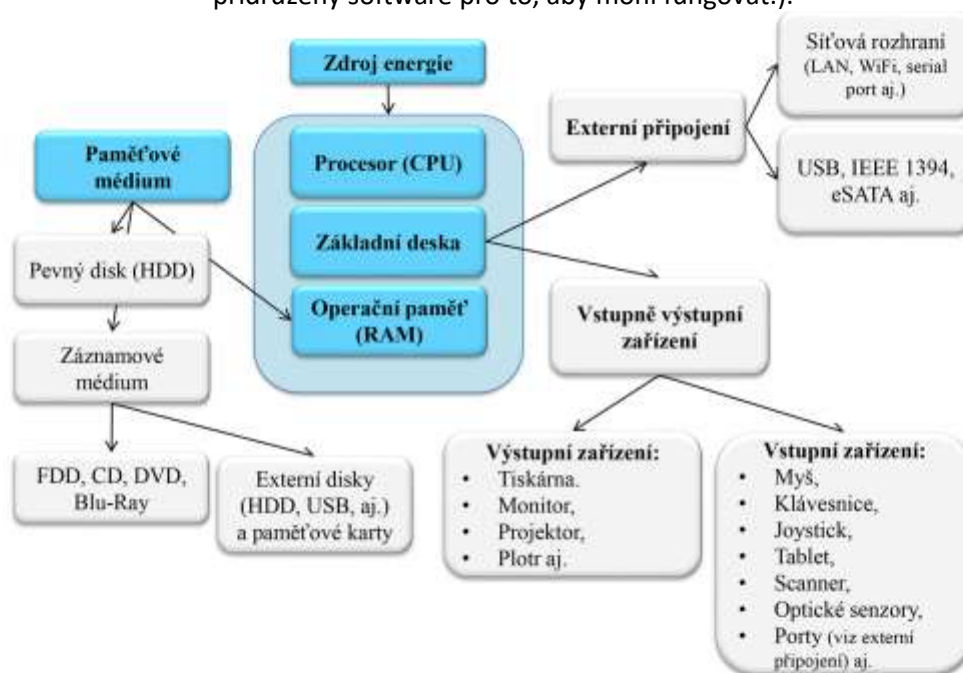 přidružený software pro to, aby mohl fungovat.).
Zdroj energie
Síťová rozhraní
(LAN, WiFi, serial
port aj.)
Externí připojení
Paměťové
médium
Procesor (CPU)
USB, IEEE 1394,
eSATA aj.
Základní deska
Pevný disk (HDD)
Operační paměť
(RAM)
Vstupně výstupní
zařízení
Záznamové
médium
FDD, CD, DVD,
Blu-Ray
Externí disky
(HDD, USB, aj.)
a paměťové karty
Výstupní zařízení:
• Tiskárna.
• Monitor,
• Projektor,
• Plotr aj.
Vstupní zařízení:
• Myš,
• Klávesnice,
• Joystick,
• Tablet,
• Scanner,
• Optické senzory,
• Porty (viz externí
připojení) aj.